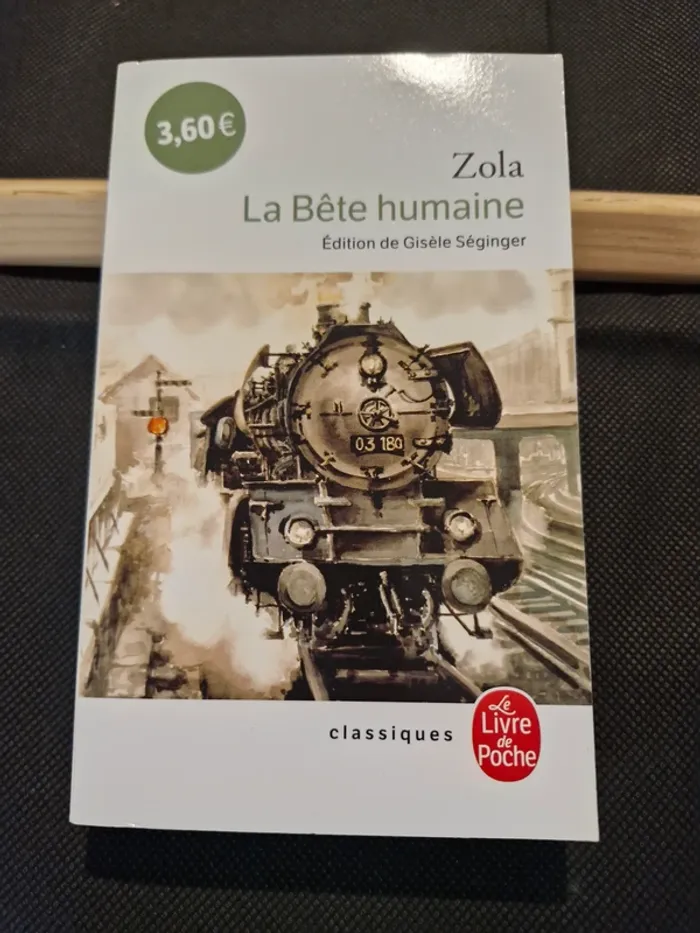 3,60€
Zola
La Bête humaine
Édition de Gisèle Séginger
03 180
classiques
Le
Livre
de
Poche